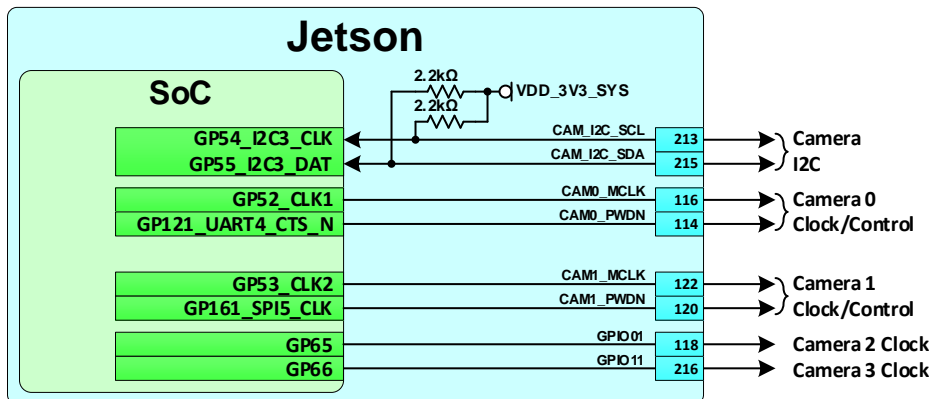 Jetson
SoC
2.2kΩ
VDD_3V3_SYS
2.2kΩ
GP54_I2C3_CLK CAM_I2C_SCL 213 Camera
GP55_I2C3_DAT CAM_I2C_SDA 215 I2C
GP52_CLK1 CAM0_MCLK 116 Camera 0
GP121_UART4_CTS_N CAM0_PWDN 114 Clock/Control
GP53_CLK2 CAM1_MCLK 122 Camera 1
GP161_SPI5_CLK CAM1_PWDN 120 Clock/Control
GP65 GPIO01 118 Camera 2 Clock
GP66 GPIO11 216 Camera 3 Clock